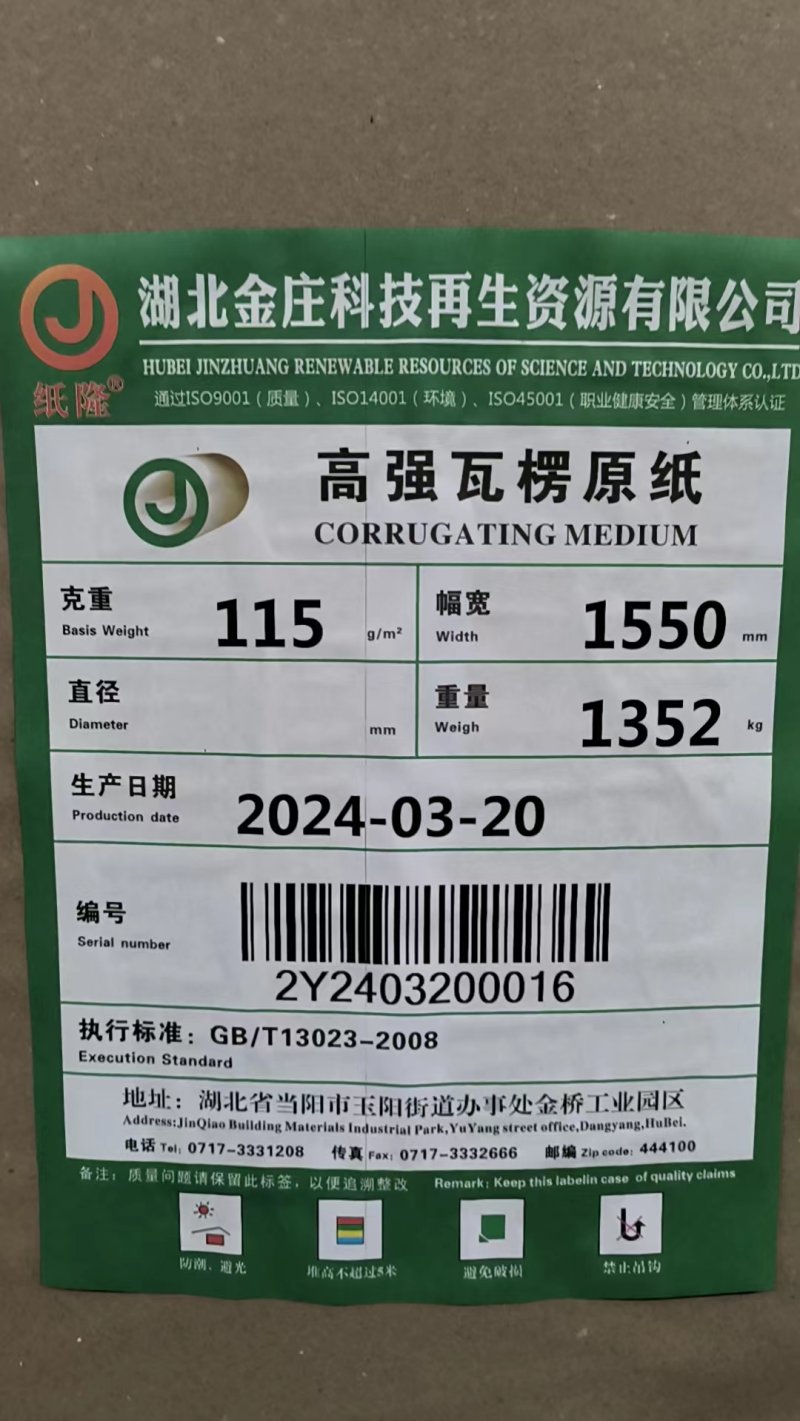 湖北金庄科技再生资源有限公司
HUBEI JINZHUANG RENEWABLE RESOURCES OF SCIENCE AND TECHNOLOGY CO.,LTD
纸隆®
通过ISO9001（质量）、ISO14001（环境）、ISO45001（职业健康安全）管理体系认证
高强瓦楞原纸
CORRUGATING MEDIUM
克重 115 g/m²
Basis Weight
幅宽 1550 mm
Width
直径 mm
Diameter
重量 1352 kg
Weigh
生产日期 2024-03-20
Production date
编号
Serial number
2Y2403200016
执行标准：GB/T13023-2008
Execution Standard
地址：湖北省当阳市玉阳街道办事处金桥工业园区
Address:JinQiao Building Materials Industrial Park,YuYang street office,Dangyang,HuBei.
电话 Tel: 0717-3331208 传真 Fax: 0717-3332666 邮编 Zip code: 444100
备注：质量问题请保留此标签，以便追溯整改 Remark: Keep this labelin case of quality claims
防潮、避光 堆高不超过5米 避免破损 禁止吊钩